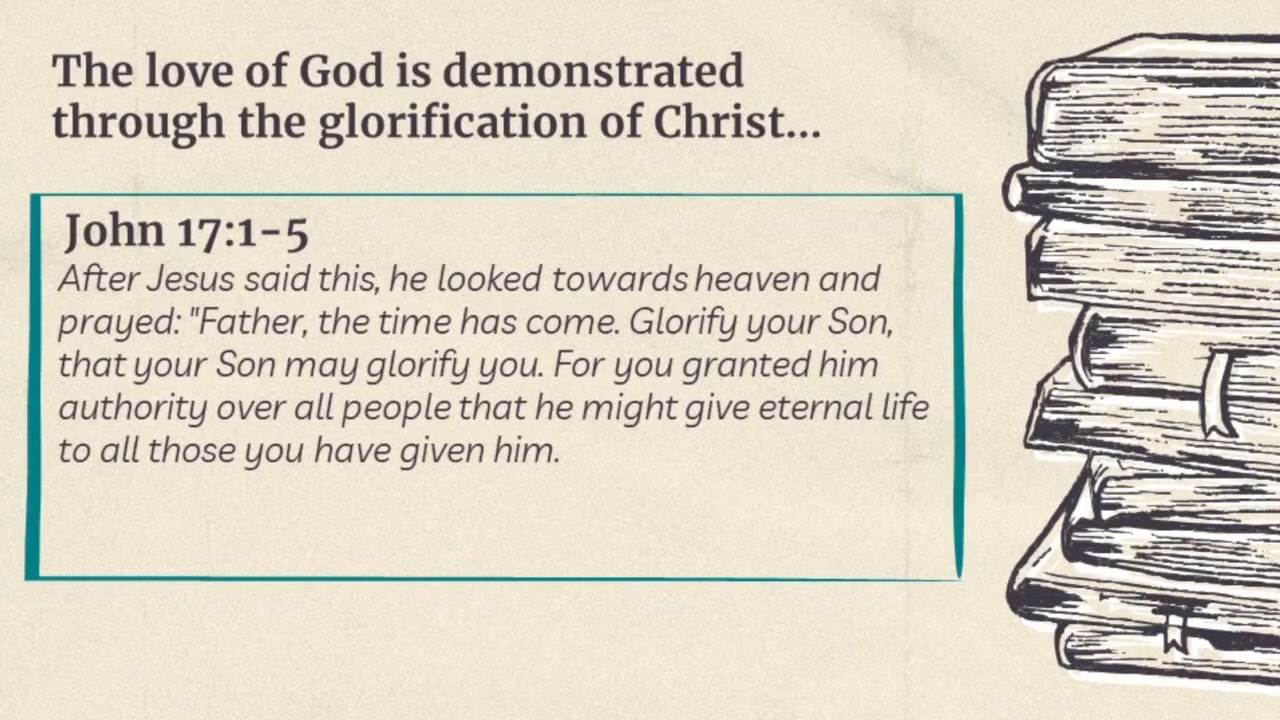 The love of God is demonstrated
through the glorification of Christ...
John 17:1-5
After Jesus said this, he looked towards heaven and
prayed: "Father, the time has come. Glorify your Son,
that your Son may glorify you. For you granted him
authority over all people that he might give eternal life
to all those you have given him.